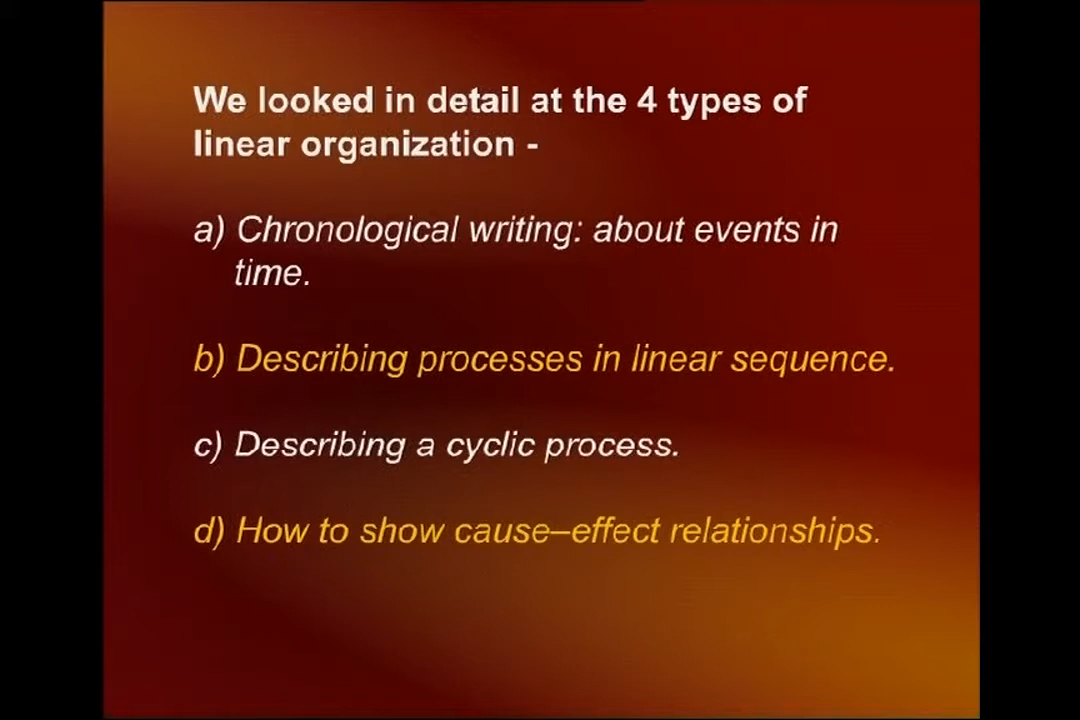 We looked in detail at the 4 types of
linear organization -
a) Chronological writing: about events in
time.
b) Describing processes in linear sequence.
c) Describing a cyclic process.
d) How to show cause–effect relationships.